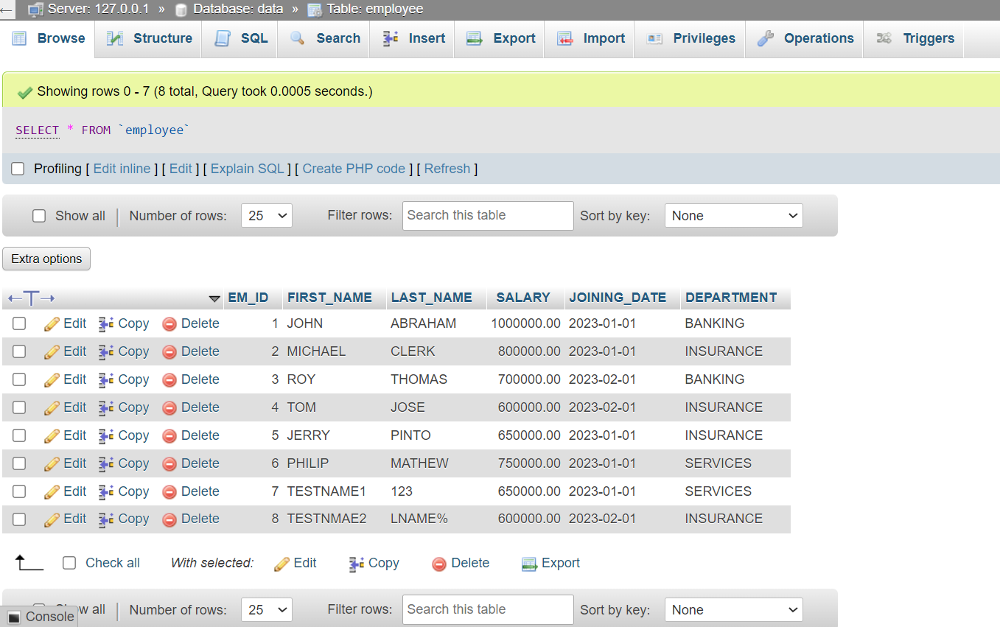 Server: 127.0.0.1 » Database: data » Table: employee
Browse Structure SQL Search Insert Export Import Privileges Operations Triggers
Showing rows 0 - 7 (8 total, Query took 0.0005 seconds.)
SELECT * FROM `employee`
Profiling [ Edit inline ] [ Edit ] [ Explain SQL ] [ Create PHP code ] [ Refresh ]
Show all Number of rows: 25 Filter rows: Search this table Sort by key: None
Extra options
EM_ID FIRST_NAME LAST_NAME SALARY JOINING_DATE DEPARTMENT
Edit Copy Delete 1 JOHN ABRAHAM 1000000.00 2023-01-01 BANKING
Edit Copy Delete 2 MICHAEL CLERK 800000.00 2023-01-01 INSURANCE
Edit Copy Delete 3 ROY THOMAS 700000.00 2023-02-01 BANKING
Edit Copy Delete 4 TOM JOSE 600000.00 2023-02-01 INSURANCE
Edit Copy Delete 5 JERRY PINTO 650000.00 2023-01-01 INSURANCE
Edit Copy Delete 6 PHILIP MATHEW 750000.00 2023-01-01 SERVICES
Edit Copy Delete 7 TESTNAME1 123 650000.00 2023-01-01 SERVICES
Edit Copy Delete 8 TESTNMAE2 LNAME% 600000.00 2023-02-01 INSURANCE
Check all With selected: Edit Copy Delete Export
Show all Number of rows: 25 Filter rows: Search this table Sort by key: None
Console